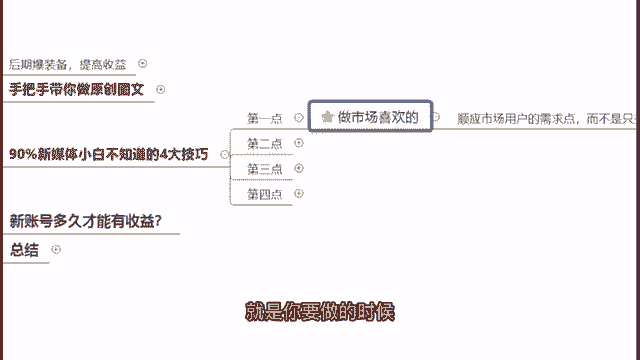 后期爆装备，提高收益
手把手带你做原创图文
90%新媒体小白不知道的4大技巧
第一点
做市场喜欢的
顺应市场用户的需求点，而不是只
第二点
第三点
第四点
新账号多久才能有收益？
总结
就是你要做的时候